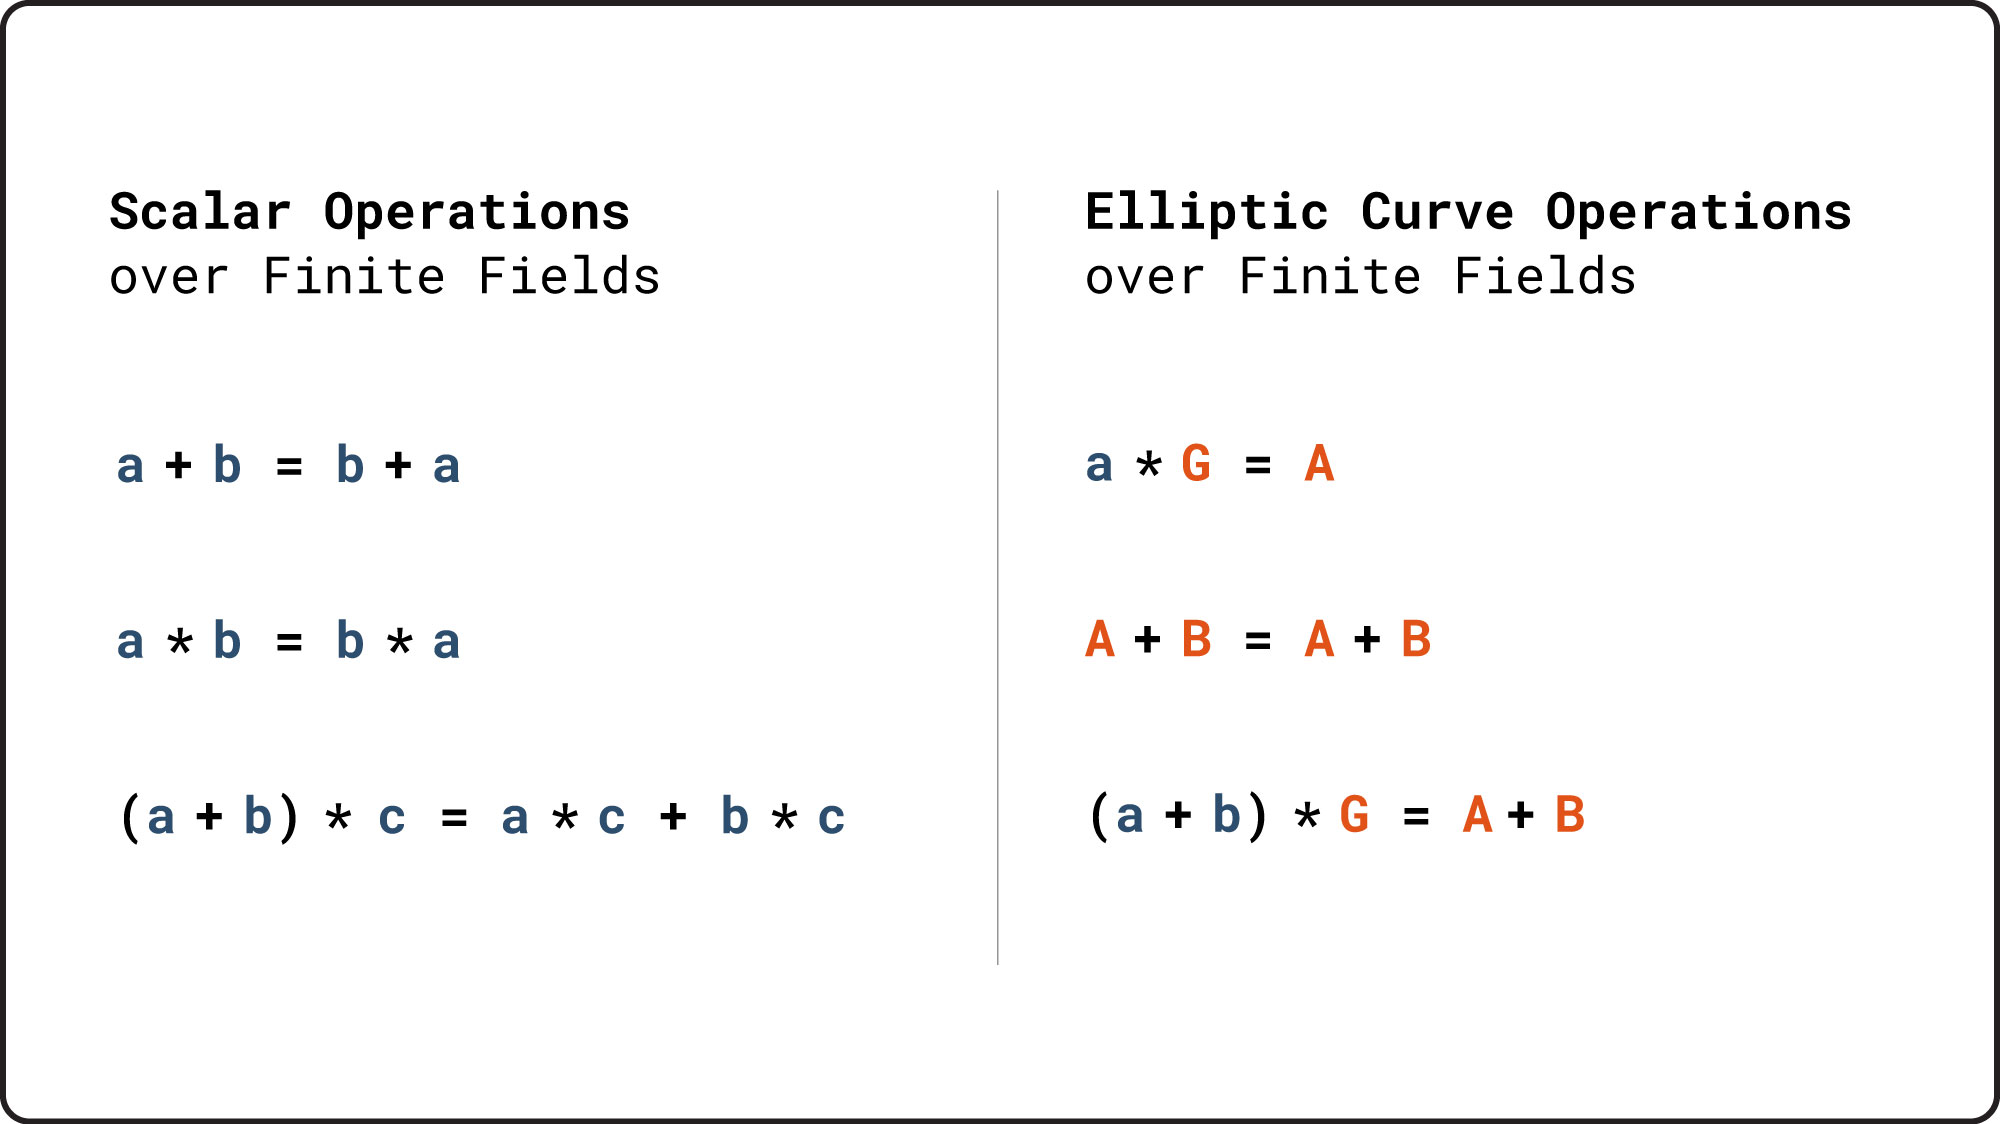 Scalar Operations
over Finite Fields
a + b = b + a
a * b = b * a
(a + b) * c = a * c + b * c
Elliptic Curve Operations
over Finite Fields
a * G = A
A + B = A + B
(a + b) * G = A + B